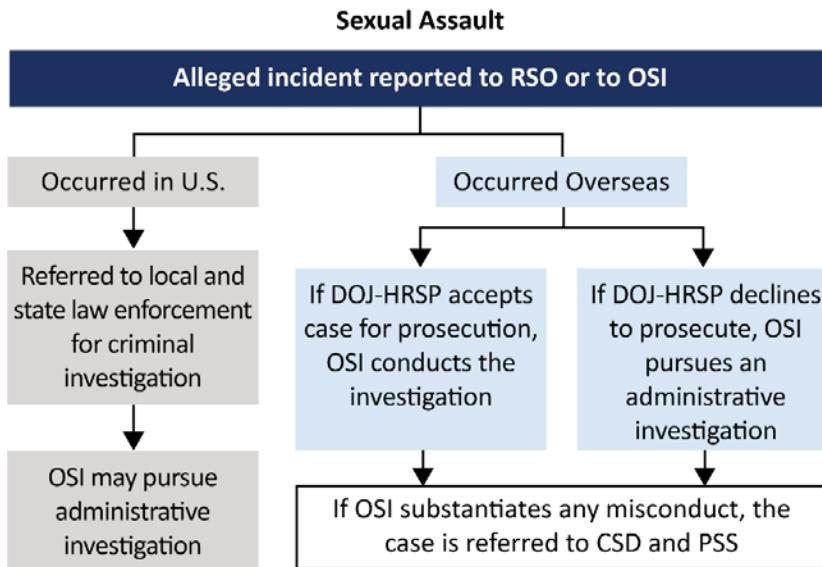 Sexual Assault
Alleged incident reported to RSO or to OSI
Occurred in U.S.
Referred to local and
state law enforcement
for criminal
investigation
OSI may pursue
administrative
investigation
Occurred Overseas
If DOJ-HRSP accepts
case for prosecution,
OSI conducts the
investigation
If DOJ-HRSP declines
to prosecute, OSI
pursues an
administrative
investigation
If OSI substantiates any misconduct, the
case is referred to CSD and PSS